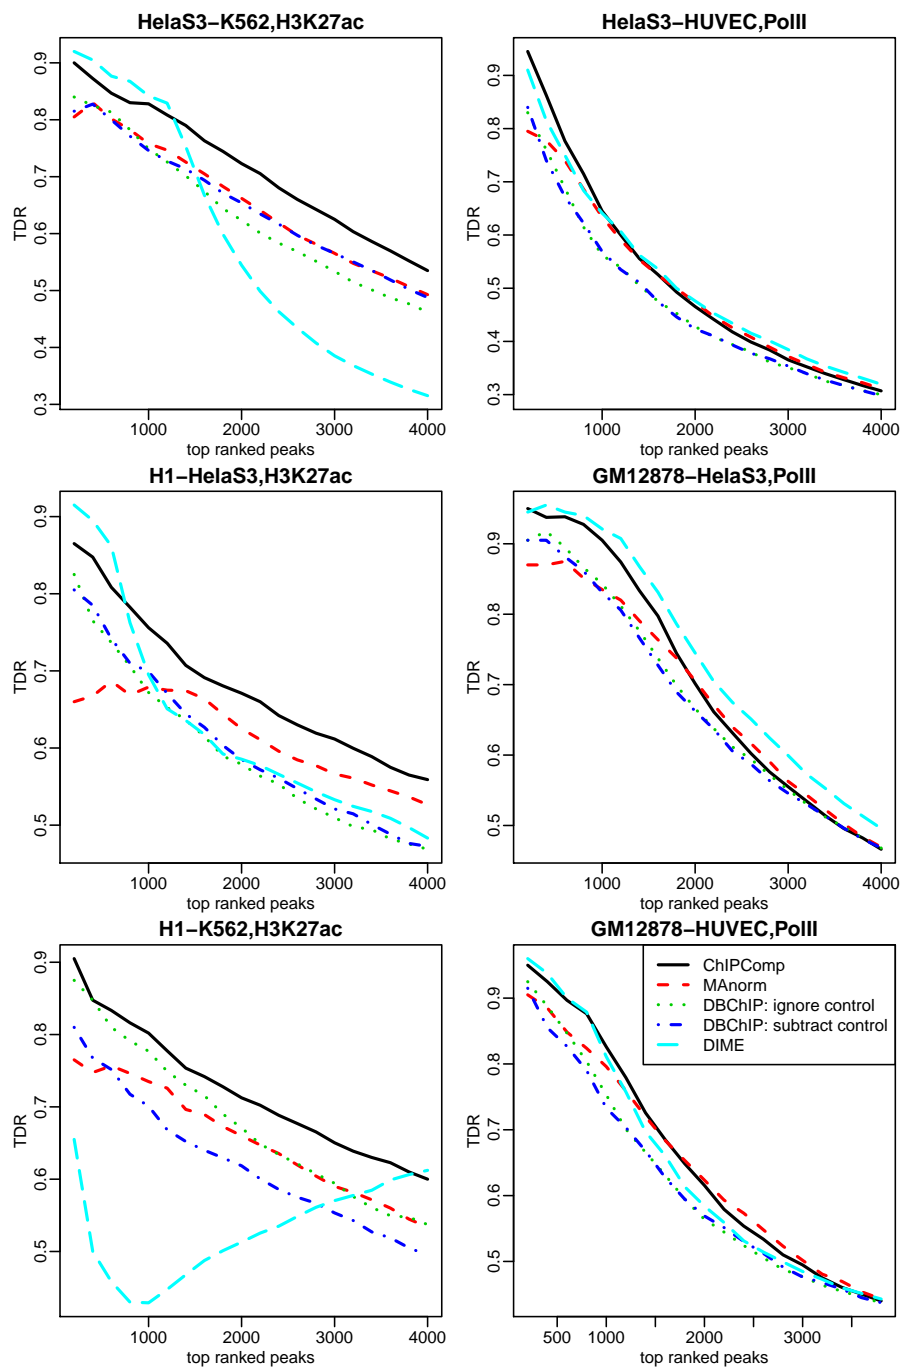 HelaS3−K562,H3K27ac
TDR
0.3 0.4 0.5 0.6 0.7 0.8 0.9
1000 2000 3000 4000
top ranked peaks
HelaS3−HUVEC,PolII
TDR
0.3 0.4 0.5 0.6 0.7 0.8 0.9
1000 2000 3000 4000
top ranked peaks
H1−HelaS3,H3K27ac
TDR
0.5 0.6 0.7 0.8 0.9
1000 2000 3000 4000
top ranked peaks
GM12878−HelaS3,PolII
TDR
0.5 0.6 0.7 0.8 0.9
1000 2000 3000 4000
top ranked peaks
H1−K562,H3K27ac
TDR
0.5 0.6 0.7 0.8 0.9
1000 2000 3000 4000
top ranked peaks
GM12878−HUVEC,PolII
TDR
0.5 0.6 0.7 0.8 0.9
ChIPComp
MAnorm
DBChIP: ignore control
DBChIP: subtract control
DIME
500 1000 2000 3000
top ranked peaks